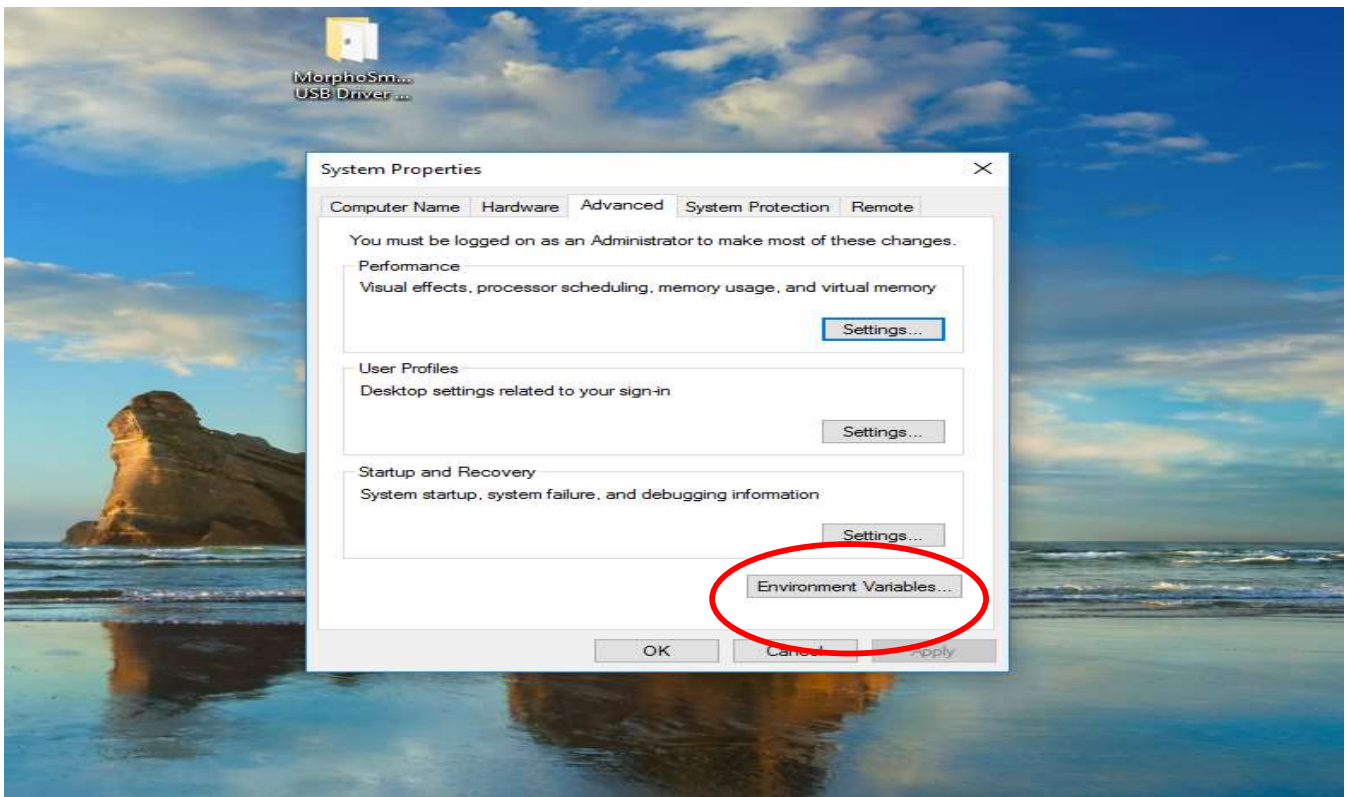 MorphoSm...
USB Driver ...
System Properties
Computer Name Hardware Advanced System Protection Remote
You must be logged on as an Administrator to make most of these changes.
Performance
Visual effects, processor scheduling, memory usage, and virtual memory
Settings...
User Profiles
Desktop settings related to your sign-in
Settings...
Startup and Recovery
System startup, system failure, and debugging information
Settings...
Environment Variables...
OK Cancel Apply